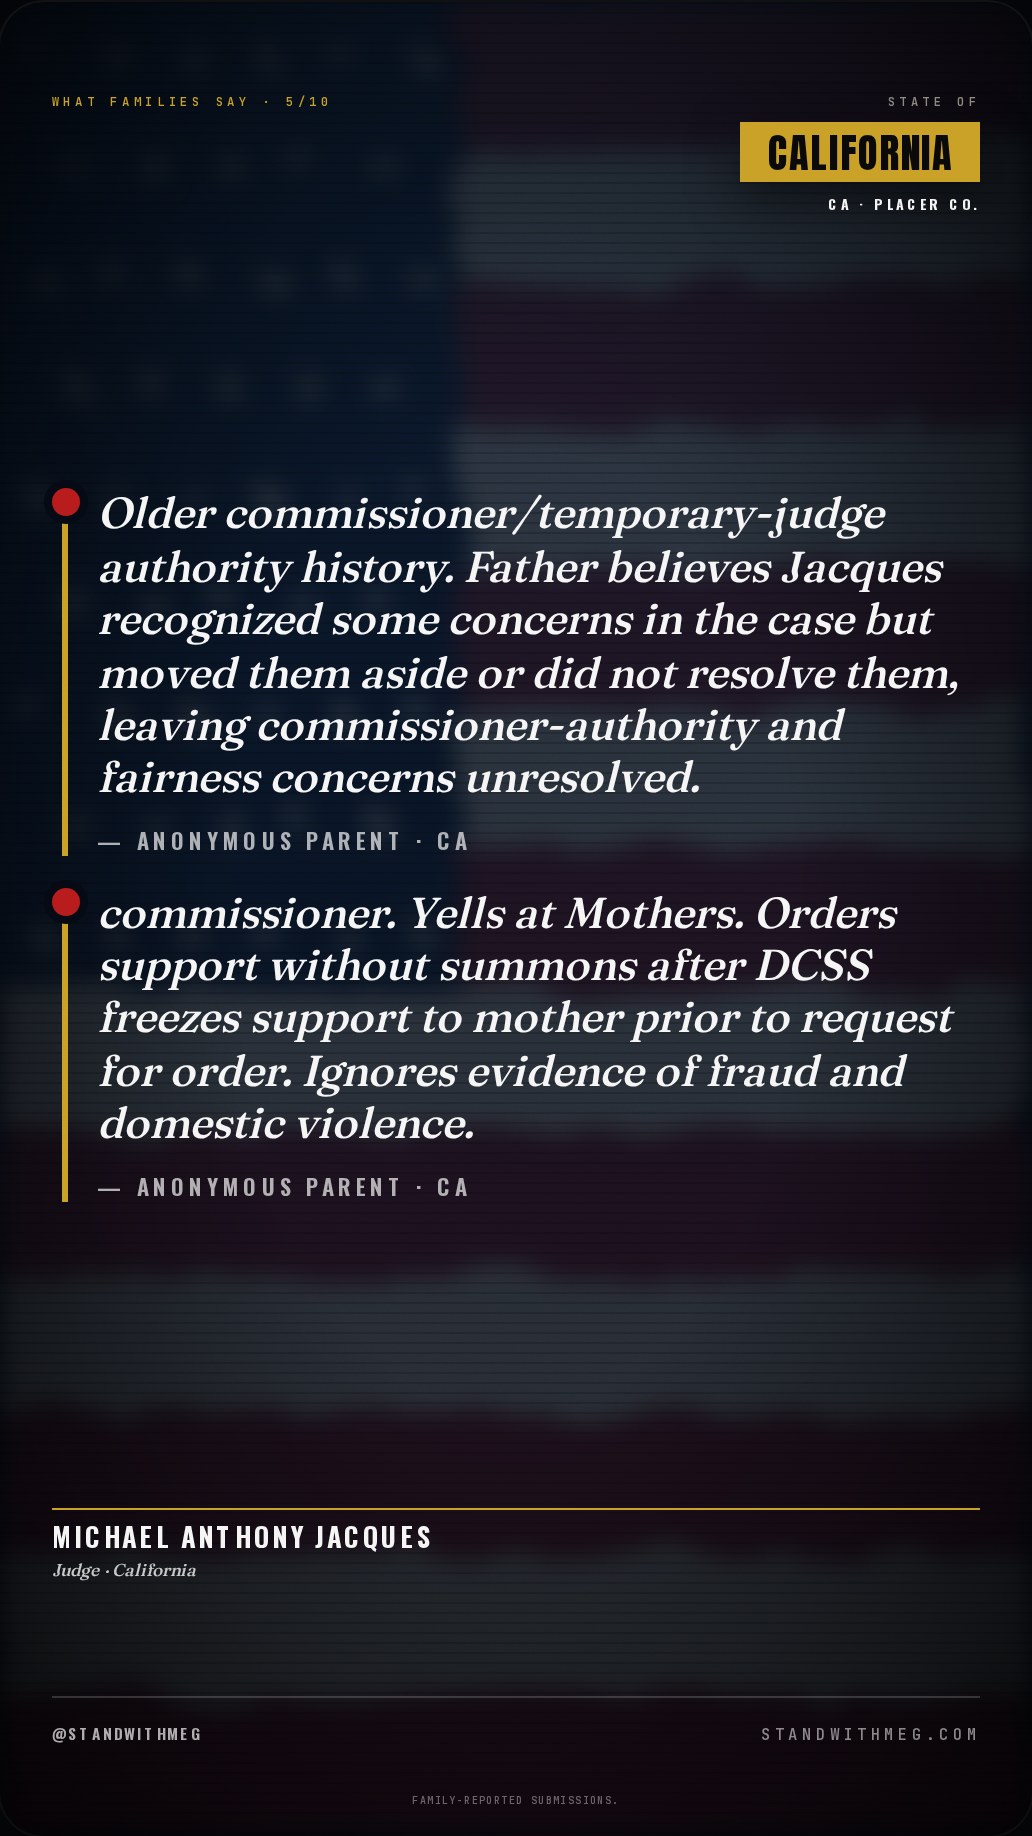 WHAT FAMILIES SAY · 5/10
STATE OF
CALIFORNIA
CA · PLACER CO.
Older commissioner/temporary-judge
authority history. Father believes Jacques
recognized some concerns in the case but
moved them aside or did not resolve them,
leaving commissioner-authority and
fairness concerns unresolved.
— ANONYMOUS PARENT · CA
commissioner. Yells at Mothers. Orders
support without summons after DCSS
freezes support to mother prior to request
for order. Ignores evidence of fraud and
domestic violence.
— ANONYMOUS PARENT · CA
MICHAEL ANTHONY JACQUES
Judge · California
@STANDWITHMEG
STANDWITHMEG.COM
FAMILY-REPORTED SUBMISSIONS.